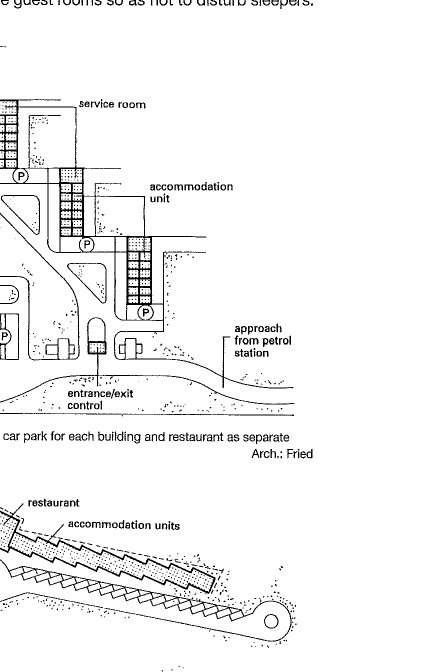 e guest rooms so as not to disturb sleepers.
service room
P
accommodation
unit
P
P
P
approach
from petrol
station
entrance/exit
control
car park for each building and restaurant as separate
Arch.: Fried
restaurant
accommodation units